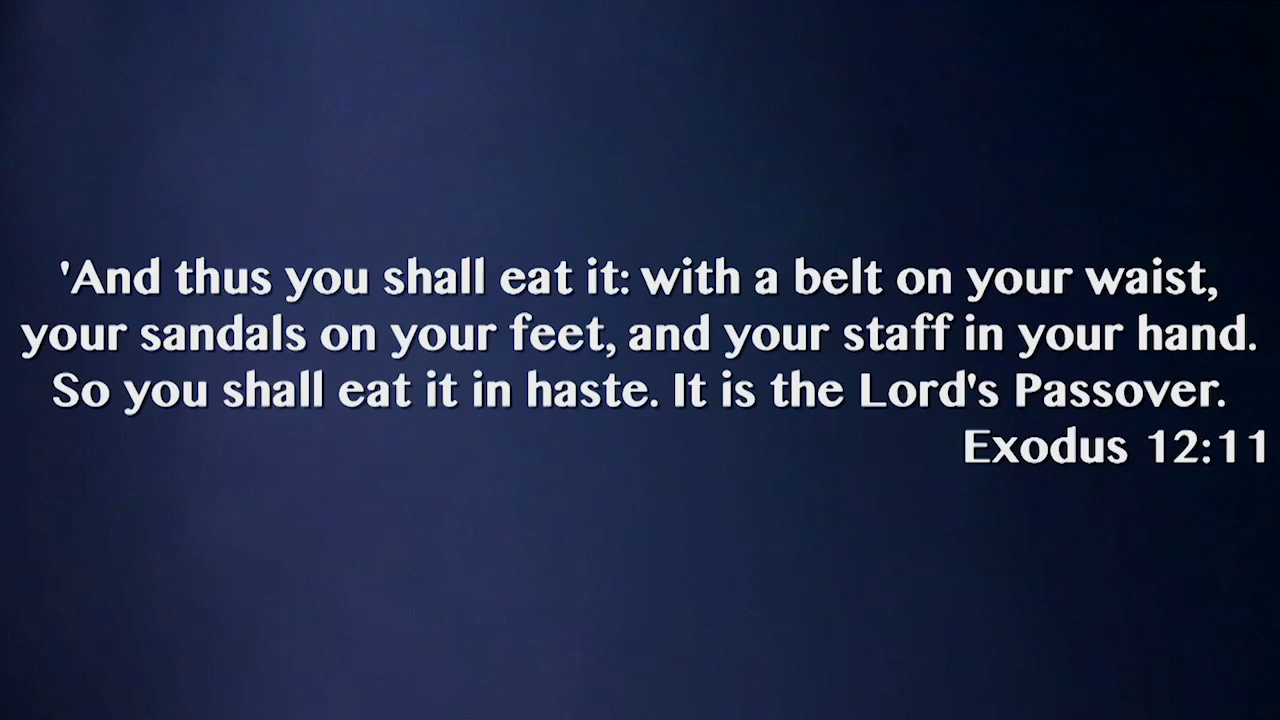 'And thus you shall eat it: with a belt on your waist,
your sandals on your feet, and your staff in your hand.
So you shall eat it in haste. It is the Lord's Passover.
Exodus 12:11